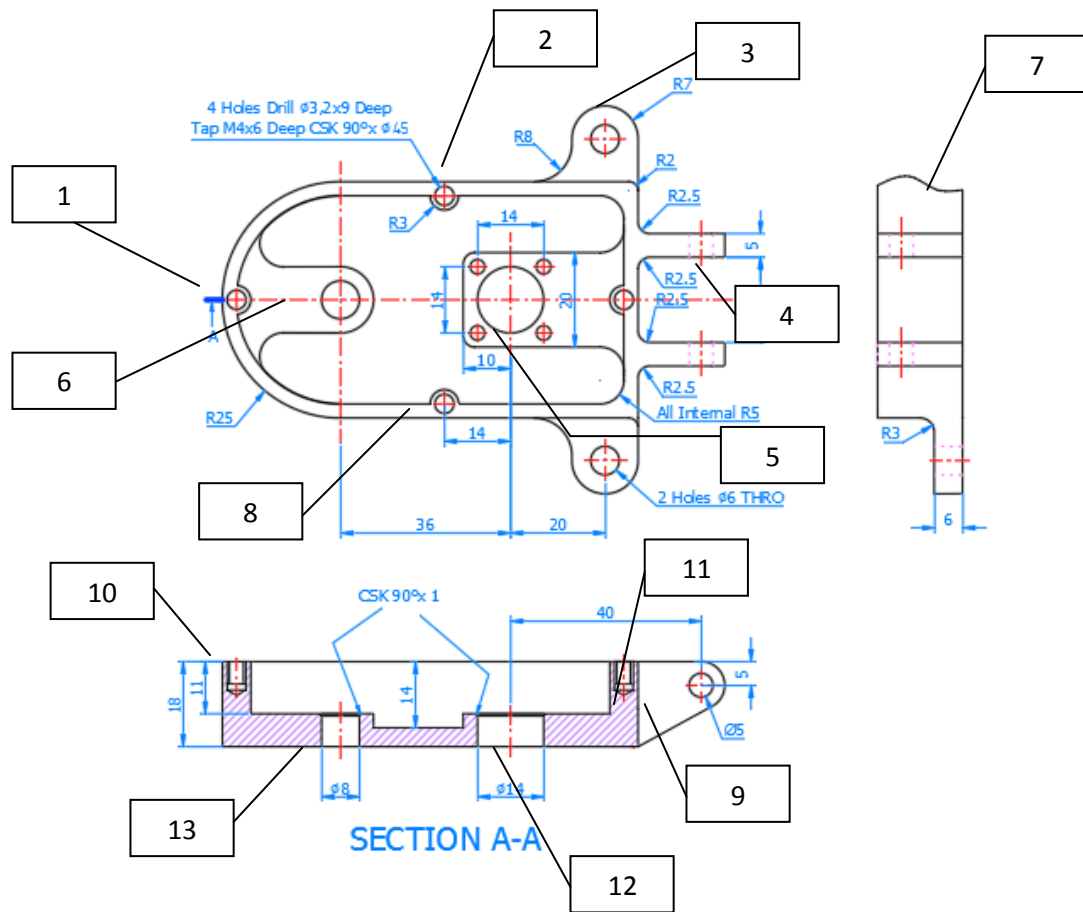 2
3
7
4 Holes Drill ø3,2x9 Deep
Tap M4x6 Deep CSK 90ºx ø45
R7
R8
R2
1
R3
14
R2.5
5
R2.5
4
14
20
R2.5
A
6
10
R2.5
R25
All Internal R5
R3
14
5
8
2 Holes ø6 THRO
36
20
6
10
CSK 90ºx 1
11
40
11
14
5
18
Ø5
ø8
ø14
9
13
SECTION A-A
12